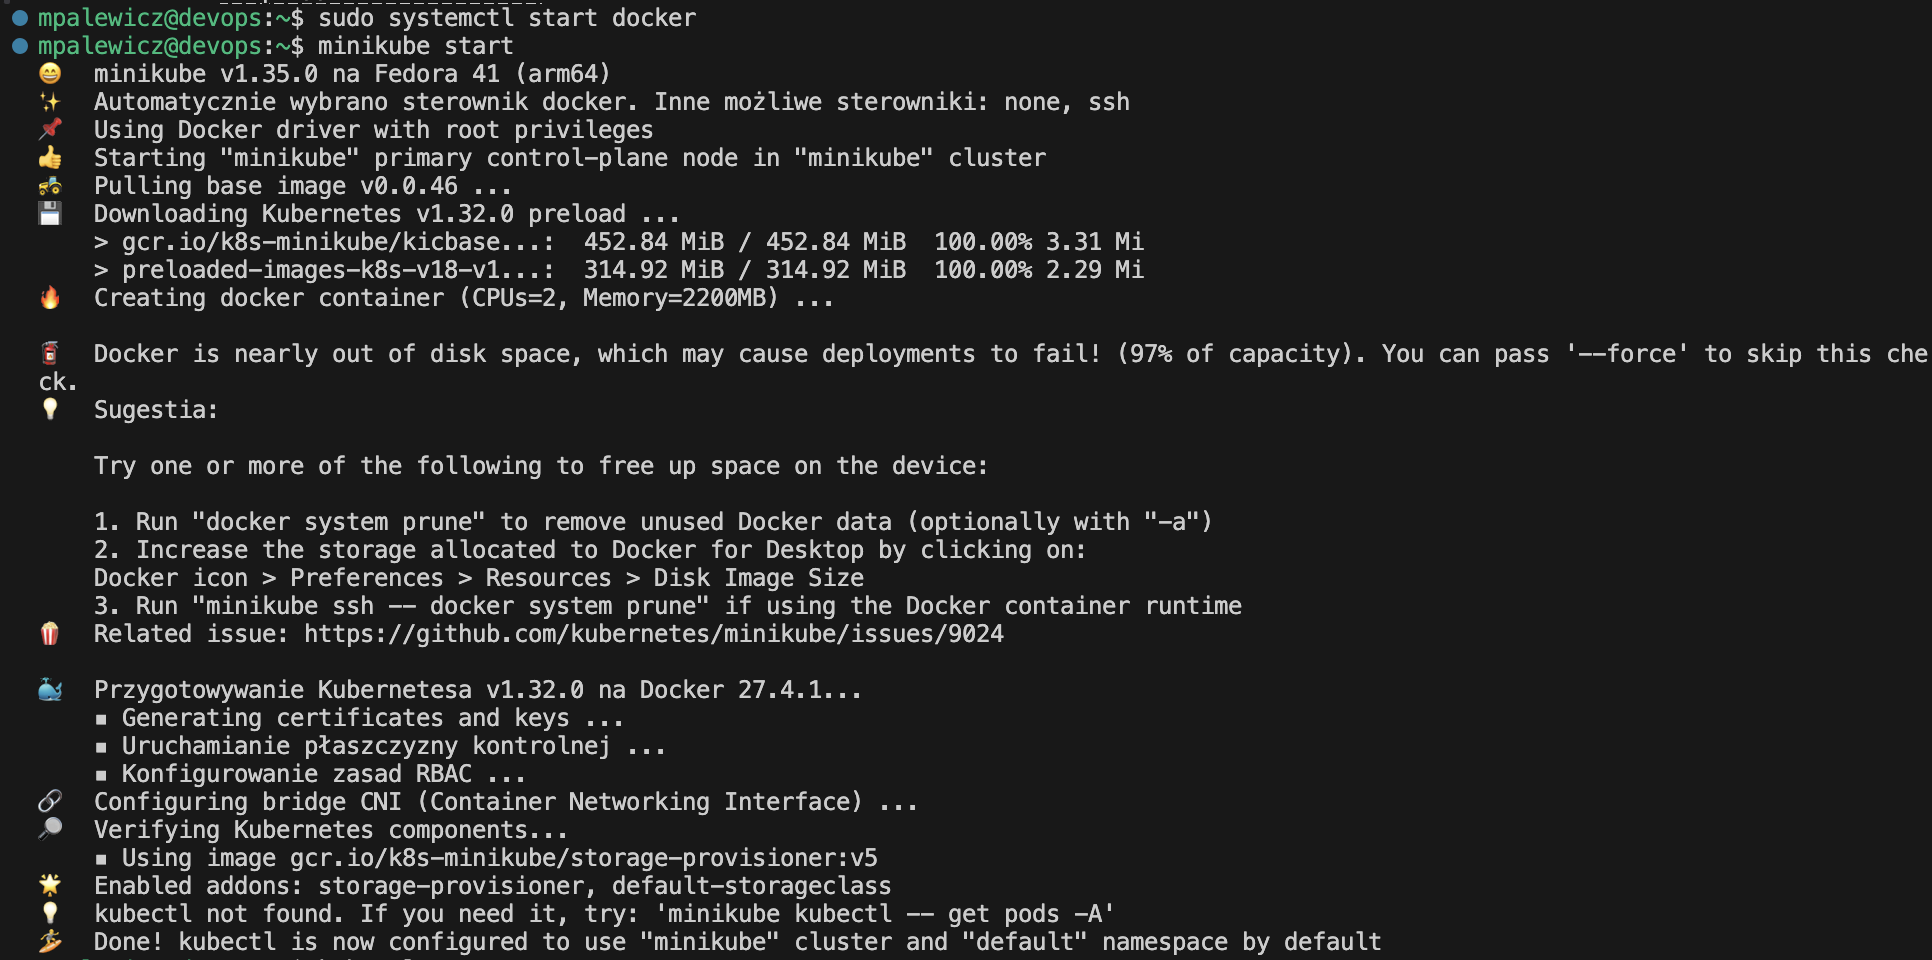 mpalewicz@devops:~$ sudo systemctl start docker
mpalewicz@devops:~$ minikube start
😄 minikube v1.35.0 na Fedora 41 (arm64)
✨ Automatycznie wybrano sterownik docker. Inne możliwe sterowniki: none, ssh
📌 Using Docker driver with root privileges
👍 Starting "minikube" primary control-plane node in "minikube" cluster
🚜 Pulling base image v0.0.46 ...
💾 Downloading Kubernetes v1.32.0 preload ...
> gcr.io/k8s-minikube/kicbase...:  452.84 MiB / 452.84 MiB  100.00% 3.31 Mi
> preloaded-images-k8s-v18-v1...:  314.92 MiB / 314.92 MiB  100.00% 2.29 Mi
🔥 Creating docker container (CPUs=2, Memory=2200MB) ...
🧯 Docker is nearly out of disk space, which may cause deployments to fail! (97% of capacity). You can pass '--force' to skip this che
ck.
💡 Sugestia:
Try one or more of the following to free up space on the device:
1. Run "docker system prune" to remove unused Docker data (optionally with "-a")
2. Increase the storage allocated to Docker for Desktop by clicking on:
Docker icon > Preferences > Resources > Disk Image Size
3. Run "minikube ssh -- docker system prune" if using the Docker container runtime
🍿 Related issue: https://github.com/kubernetes/minikube/issues/9024
🐳 Przygotowywanie Kubernetesa v1.32.0 na Docker 27.4.1...
▪ Generating certificates and keys ...
▪ Uruchamianie płaszczyzny kontrolnej ...
▪ Konfigurowanie zasad RBAC ...
🔗 Configuring bridge CNI (Container Networking Interface) ...
🔎 Verifying Kubernetes components...
▪ Using image gcr.io/k8s-minikube/storage-provisioner:v5
🌟 Enabled addons: storage-provisioner, default-storageclass
💡 kubectl not found. If you need it, try: 'minikube kubectl -- get pods -A'
🏄 Done! kubectl is now configured to use "minikube" cluster and "default" namespace by default